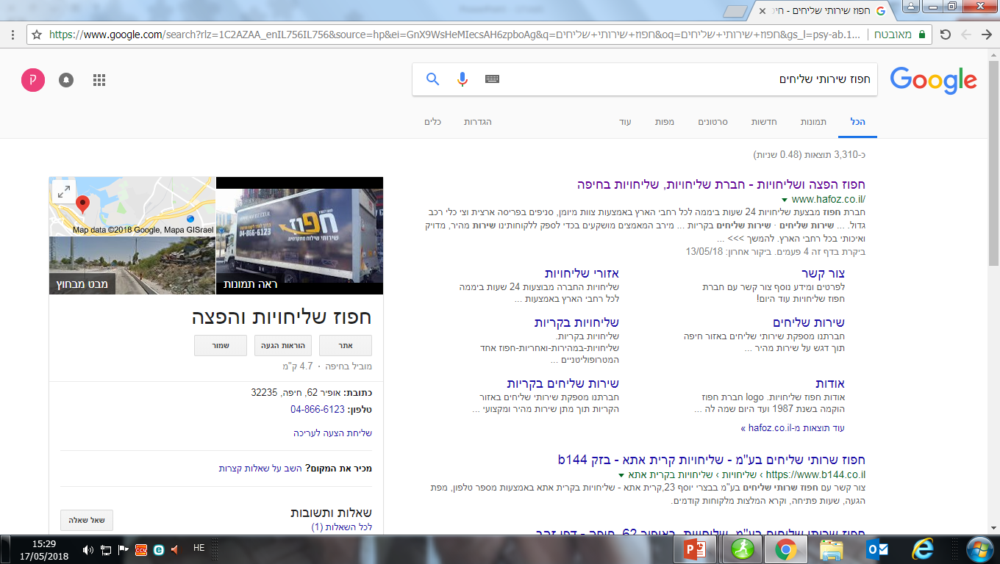 חפוז שירותי שליחים - חיפ
https://www.google.com/search?rlz=1C2AZAA_enIL756IL756&source=hp&ei=GnX9WsHeMIecsAH6zpboAg&q=חפוז+שירותי+שליחים&oq=חפוז+שירותי+שליחים&gs_l=psy-ab.1...
מאובטח
ק
חפוז שירותי שליחים
Google
הכל תמונות חדשות סרטונים מפות עוד הגדרות כלים
כ-3,310 תוצאות (0.48 שניות)
חפוז הפצה ושליחויות - חברת שליחויות, שליחויות בחיפה
www.hafoz.co.il/
חברת חפוז מבצעת שליחויות 24 שעות ביממה לכל רחבי הארץ באמצעות צוות מיומן, סניפים בפריסה ארצית וצי כלי רכב
גדול. ... שירות שליחים · שירות שליחים בקריות ... מירב המאמצים מושקעים בכדי לספק ללקוחותינו שירות מהיר, מדויק
ואיכותי בכל רחבי הארץ. להמשך >>> ...
ביקרת בדף זה 4 פעמים. ביקור אחרון: 13/05/18
צור קשר
לפרטים ומידע נוסף צור קשר עם חברת
חפוז שליחויות עוד היום!
אזורי שליחויות
שליחויות החברה מבוצעות 24 שעות ביממה
לכל רחבי הארץ באמצעות ...
שירות שליחים
חברתנו מספקת שירותי שליחים באזור חיפה
תוך דגש על שירות מהיר ...
שליחויות בקריות
שליחויות בקריות.
שליחויות-במהירות-ואחריות-חפוז אחד
המטרופוליטניים ...
אודות
אודות חפוז שליחויות. logo חברת חפוז
הוקמה בשנת 1987 ועד היום שמה לה ...
שירות שליחים בקריות
חברתנו מספקת שירותי שליחים באזור
הקריות תוך מתן שירות מהיר ומקצועי ...
עוד תוצאות מ-hafoz.co.il »
חפוז שרותי שליחים בע"מ - שליחויות קרית אתא - בזק b144
https://www.b144.co.il › שליחויות › שליחויות בקרית אתא
צור קשר עם חפוז שרותי שליחים בע"מ בבצרי יוסף 23,קרית אתא - שליחויות בקרית אתא באמצעות מספר טלפון, מפת
הגעה, שעות פתיחה, וקרא המלצות מלקוחות קודמים.
חפוז שרותי שליחים בע"מ, שליחויות, באופיר 62, חיפה - דפי זהב
Map data ©2018 Google, Mapa GISrael
חפוז
שירותי שילוח מתקדמים.
04-866-6123
ראה תמונות
מבט מבחוץ
חפוז שליחויות והפצה
אתר
הוראות הגעה
שמור
מוביל בחיפה · 4.7 ק"מ
כתובת: אופיר 62, חיפה, 32235
טלפון: 04-866-6123
שליחת הצעה לעריכה
מכיר את המקום? השב על שאלות קצרות
שאלות ותשובות
לכל השאלות (1)
שאל שאלה
15:29
17/05/2018
HE